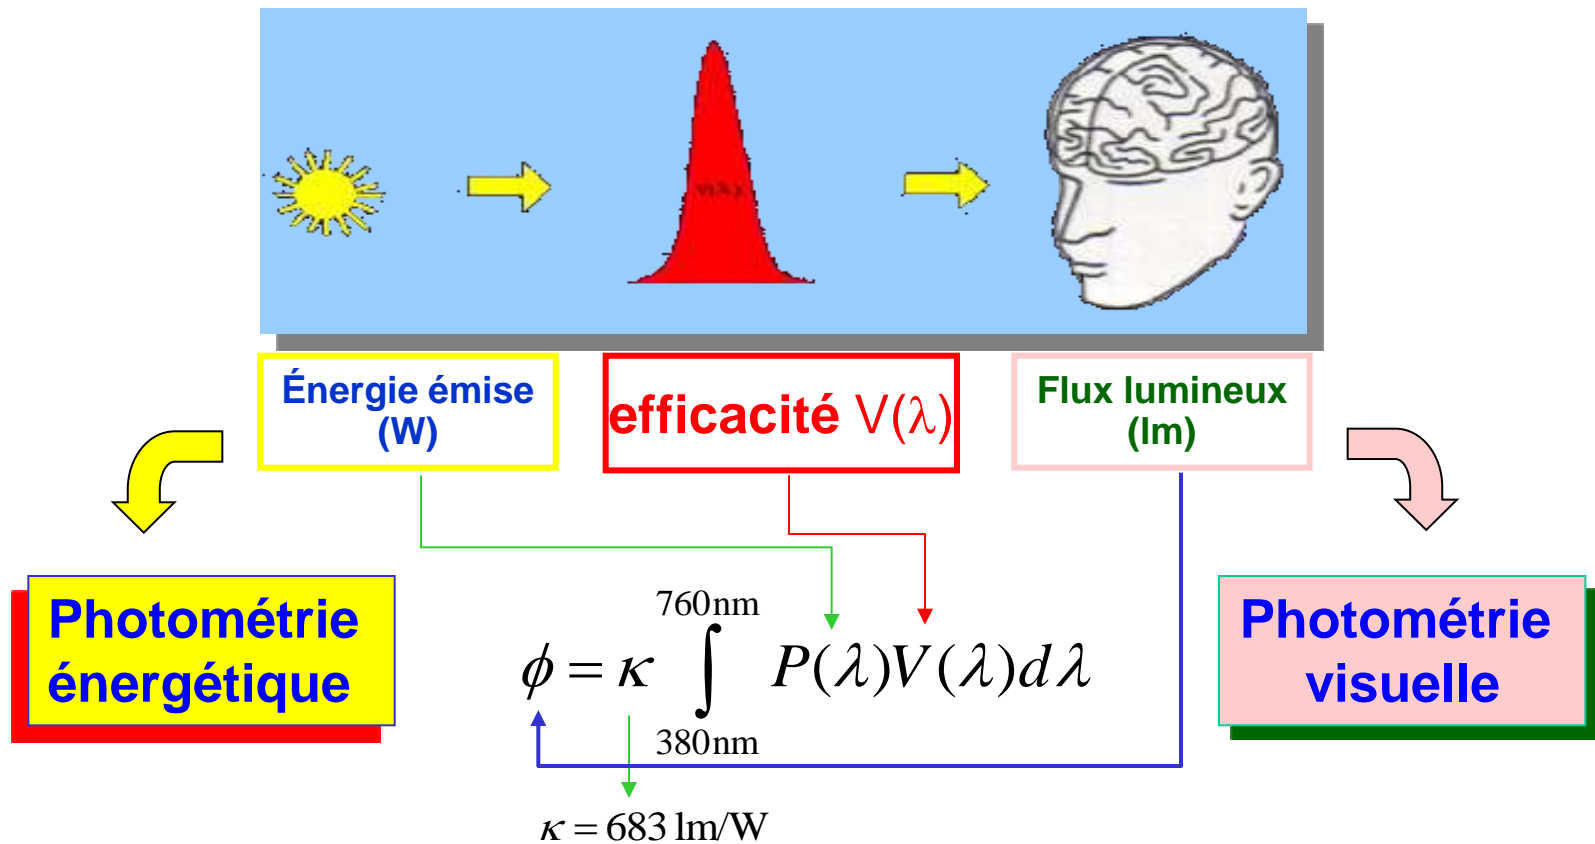 V(λ)
Énergie émise
(W)
efficacité V(λ)
Flux lumineux
(lm)
Photométrie
énergétique
Photométrie
visuelle
760nm
ϕ = κ ∫ P(λ)V(λ)dλ
380nm
κ = 683 lm/W